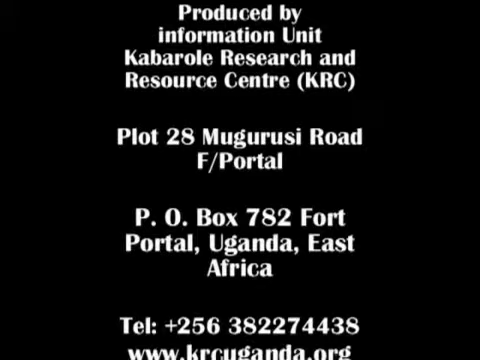 Produced by
information Unit
Kabarole Research and
Resource Centre (KRC)
Plot 28 Mugurusi Road
F/Portal
P. O. Box 782 Fort
Portal, Uganda, East
Africa
Tel: +256 382274438
www.krcuganda.org